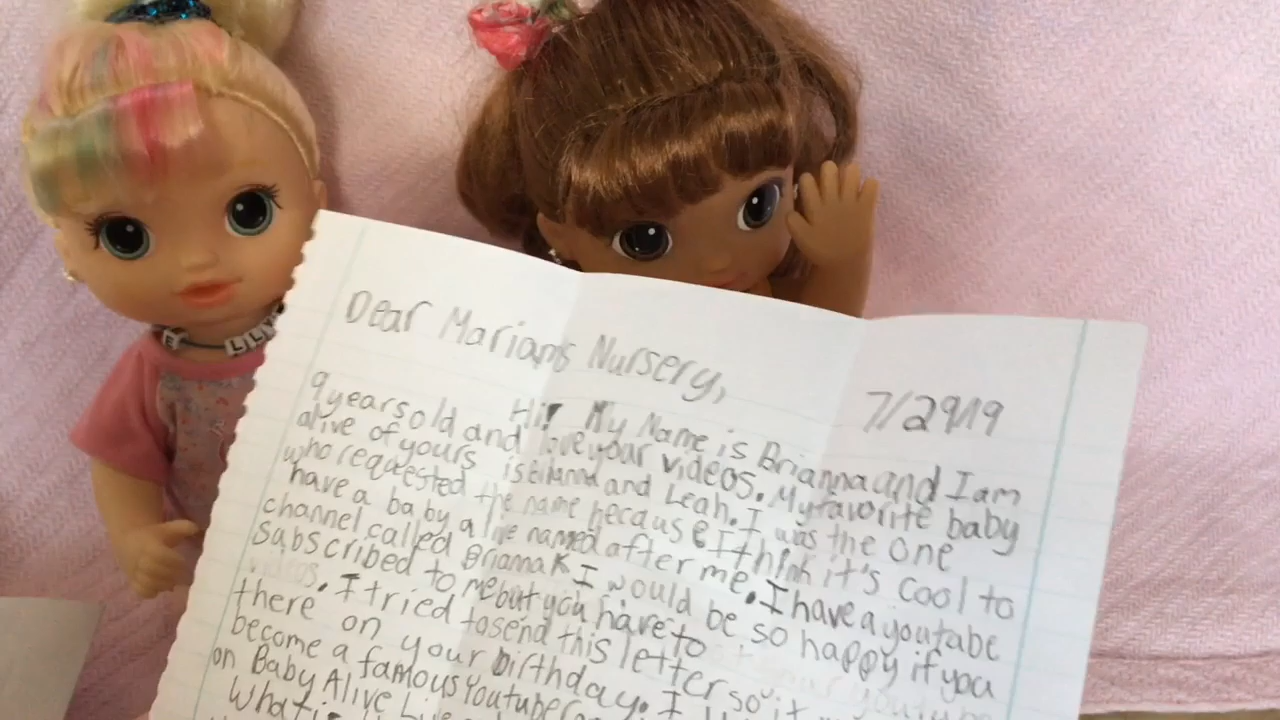 Dear Mariam's Nursery,
7/29/19
Hi! My Name is Brianna and I am
9 years old and love your videos. My favorite baby
alive of yours is and Leah. I was the one
who requested the name because I think it's cool to
have a baby alive named after me. I have a youtube
channel called Brianna K I would be so happy if you
Subscribed to me but you have to
videos. I tried to send this letter so it
there on your birthday. I
become a famous Youtuber
on Baby Alive
E LILL